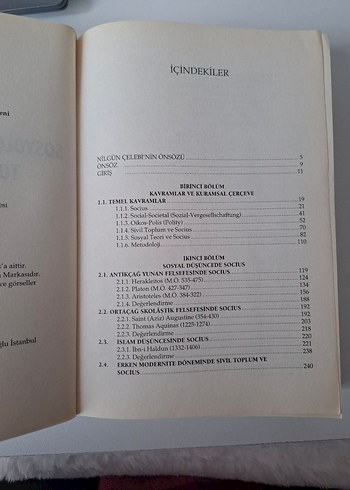 İÇİNDEKİLER
NİLGÜN ÇELEBİ'NİN ÖNSÖZÜ 5
ÖNSÖZ 9
GİRİŞ 11
BİRİNCİ BÖLÜM
KAVRAMLAR VE KURAMSAL ÇERÇEVE
1.1. TEMEL KAVRAMLAR 19
1.1.1. Socius 21
1.1.2. Social-Societal (Sozial-Vergesellschaftung) 41
1.1.3. Oikos-Polis (Polity) 52
1.1.4. Sivil Toplum ve Socius 70
1.1.5. Sosyal Teori ve Socius 82
1.1.6. Metodoloji 110
İKİNCİ BÖLÜM
SOSYAL DÜŞÜNCEDE SOCIUS
2.1. ANTİKÇAĞ YUNAN FELSEFESİNDE SOCIUS 119
2.1.1. Herakleitos (M.Ö. 535-475) 124
2.1.2. Platon (M.Ö. 427-347) 134
2.1.3. Aristoteles (M.Ö. 384-322) 156
2.1.4. Değerlendirme 188
2.2. ORTAÇAĞ SKOLASTİK FELSEFESİNDE SOCIUS 192
2.2.1. Saint (Aziz) Augustine (354-430) 192
2.2.2. Thomas Aquinas (1225-1274) 203
2.2.3. Değerlendirme 218
2.3. İSLAM DÜŞÜNCESİNDE SOCIUS 220
2.3.1. İbn-i Haldun (1332-1406) 221
2.3.2. Değerlendirme 238
2.4. ERKEN MODERNİTE DÖNEMİNDE SİVİL TOPLUM VE
SOCIUS 240
'a aittir.
Markasıdır.
ve görseller
ğlu İstanbul